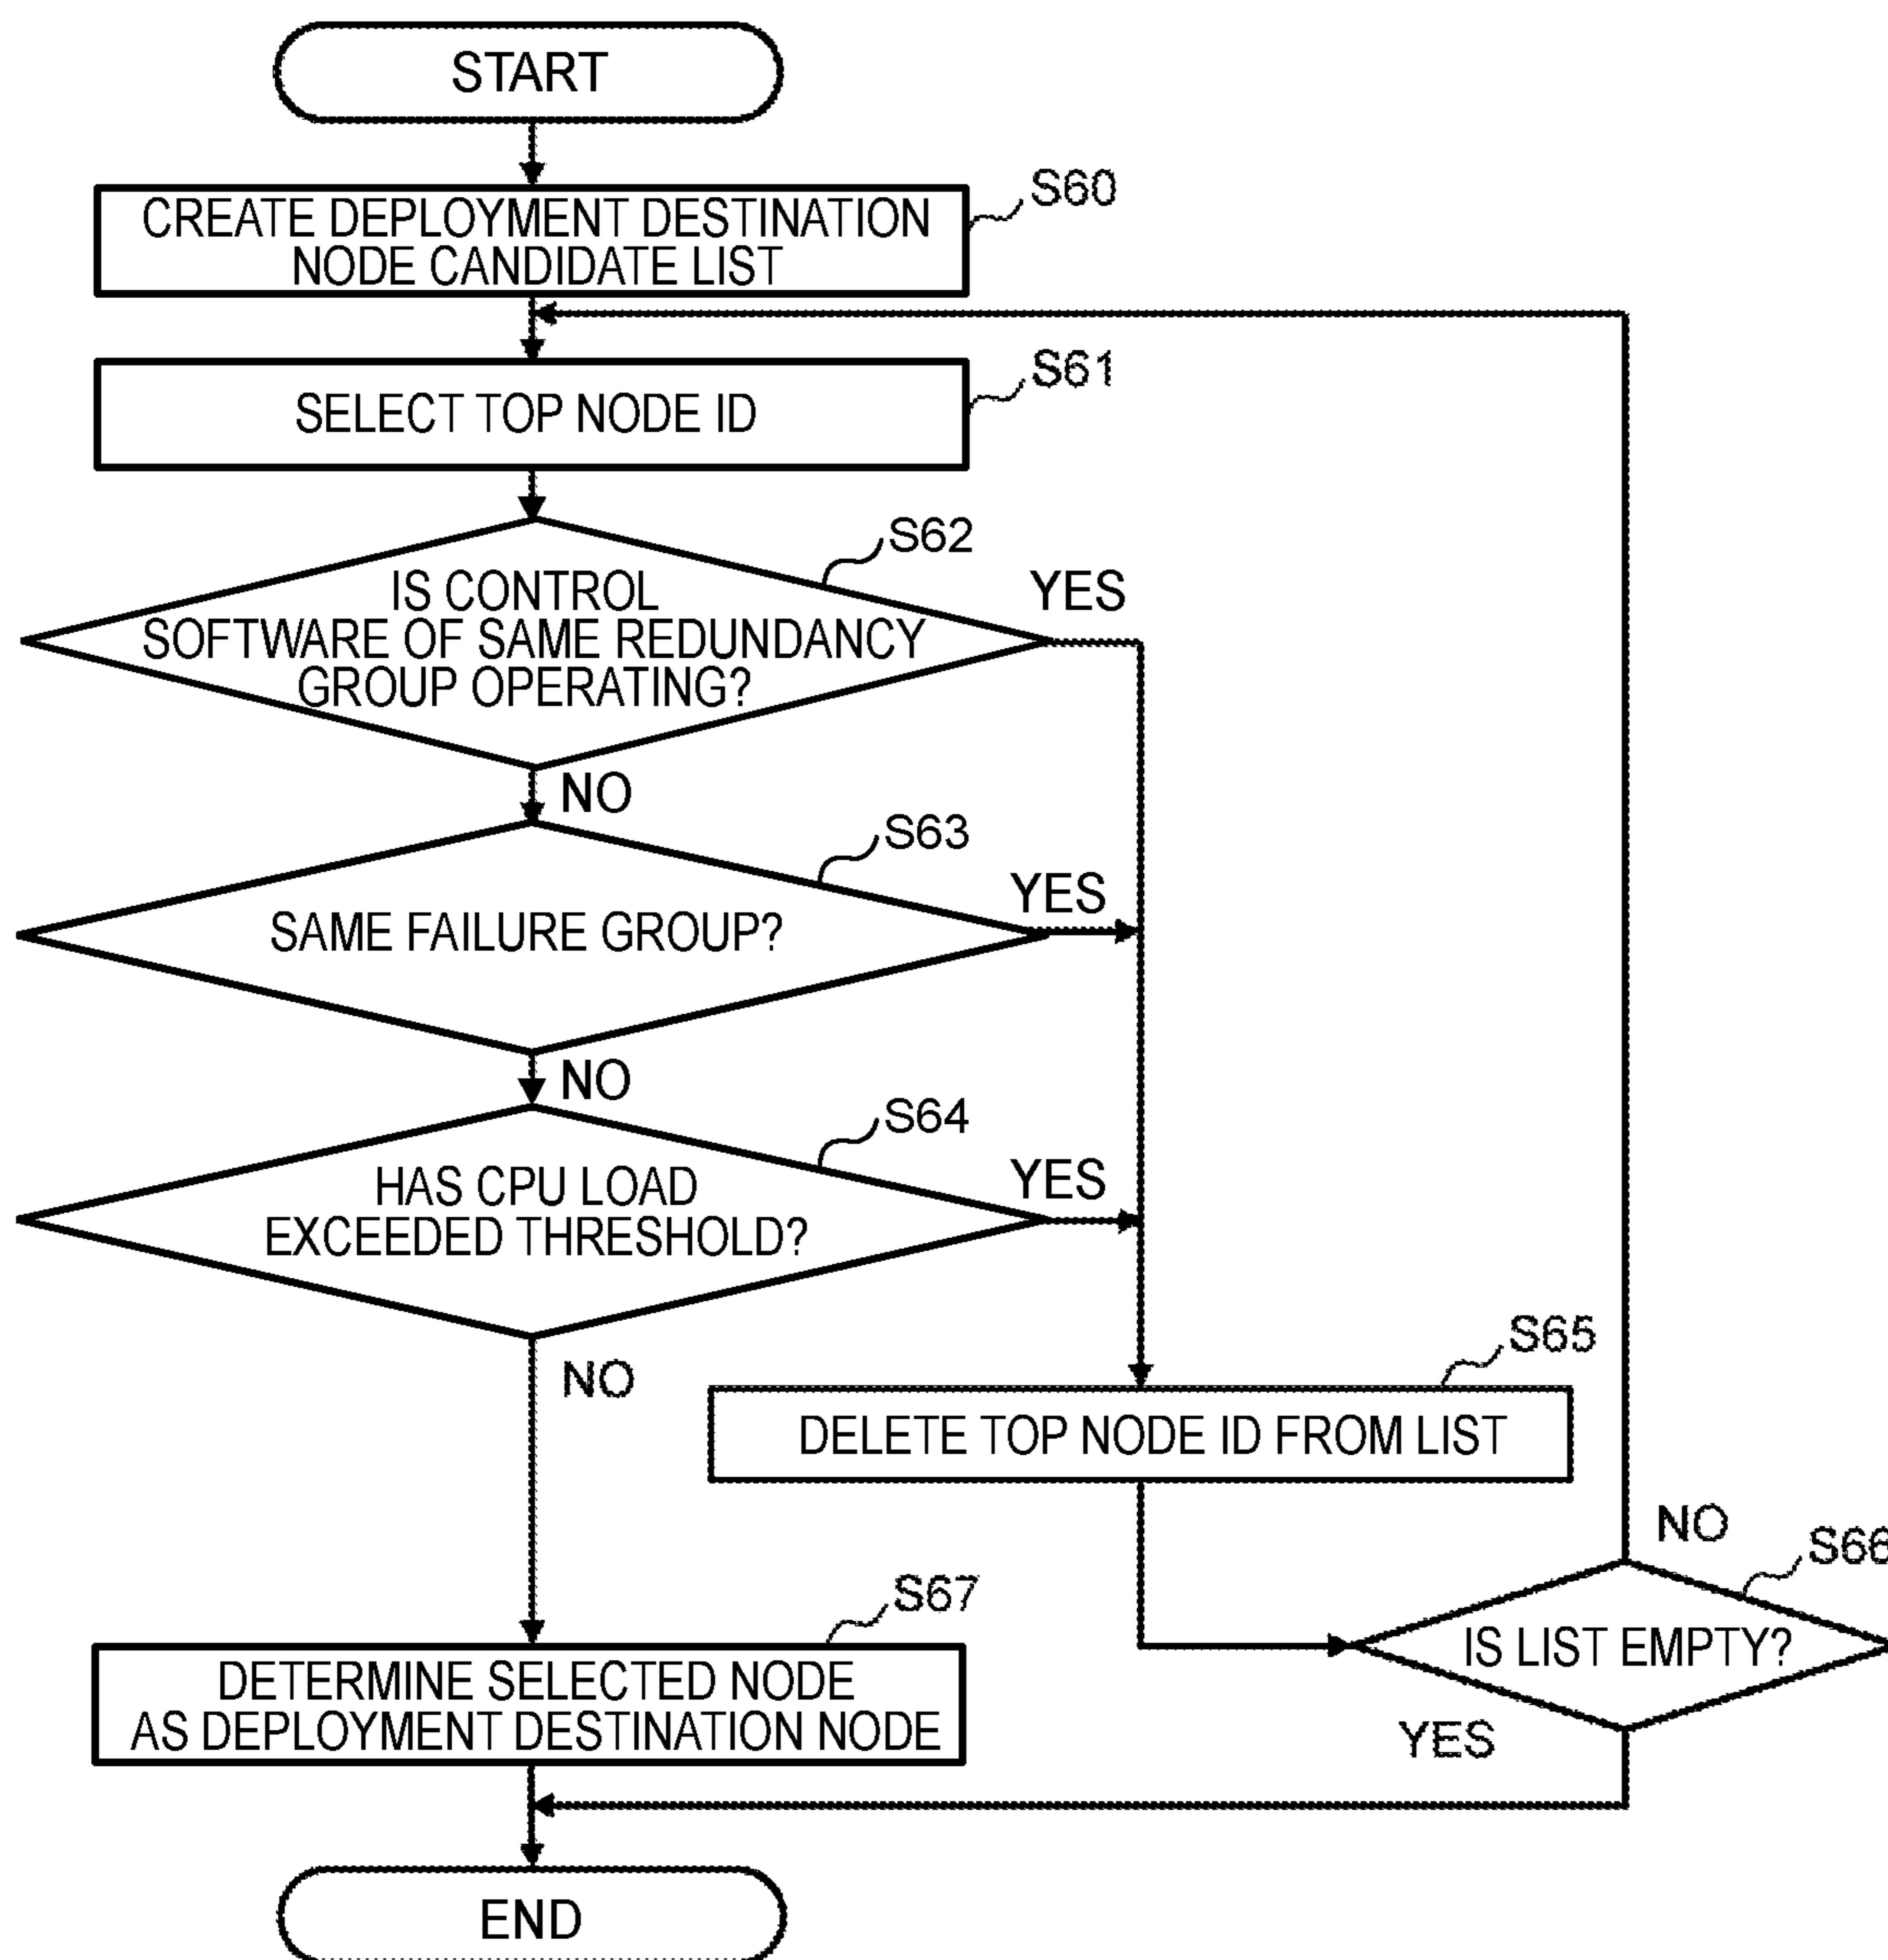 START
S60
CREATE DEPLOYMENT DESTINATION
NODE CANDIDATE LIST
S61
SELECT TOP NODE ID
S62
IS CONTROL
SOFTWARE OF SAME REDUNDANCY
GROUP OPERATING?
YES
NO
S63
SAME FAILURE GROUP?
YES
NO
S64
HAS CPU LOAD
EXCEEDED THRESHOLD?
YES
NO
S65
DELETE TOP NODE ID FROM LIST
NO
S66
IS LIST EMPTY?
YES
S67
DETERMINE SELECTED NODE
AS DEPLOYMENT DESTINATION NODE
END